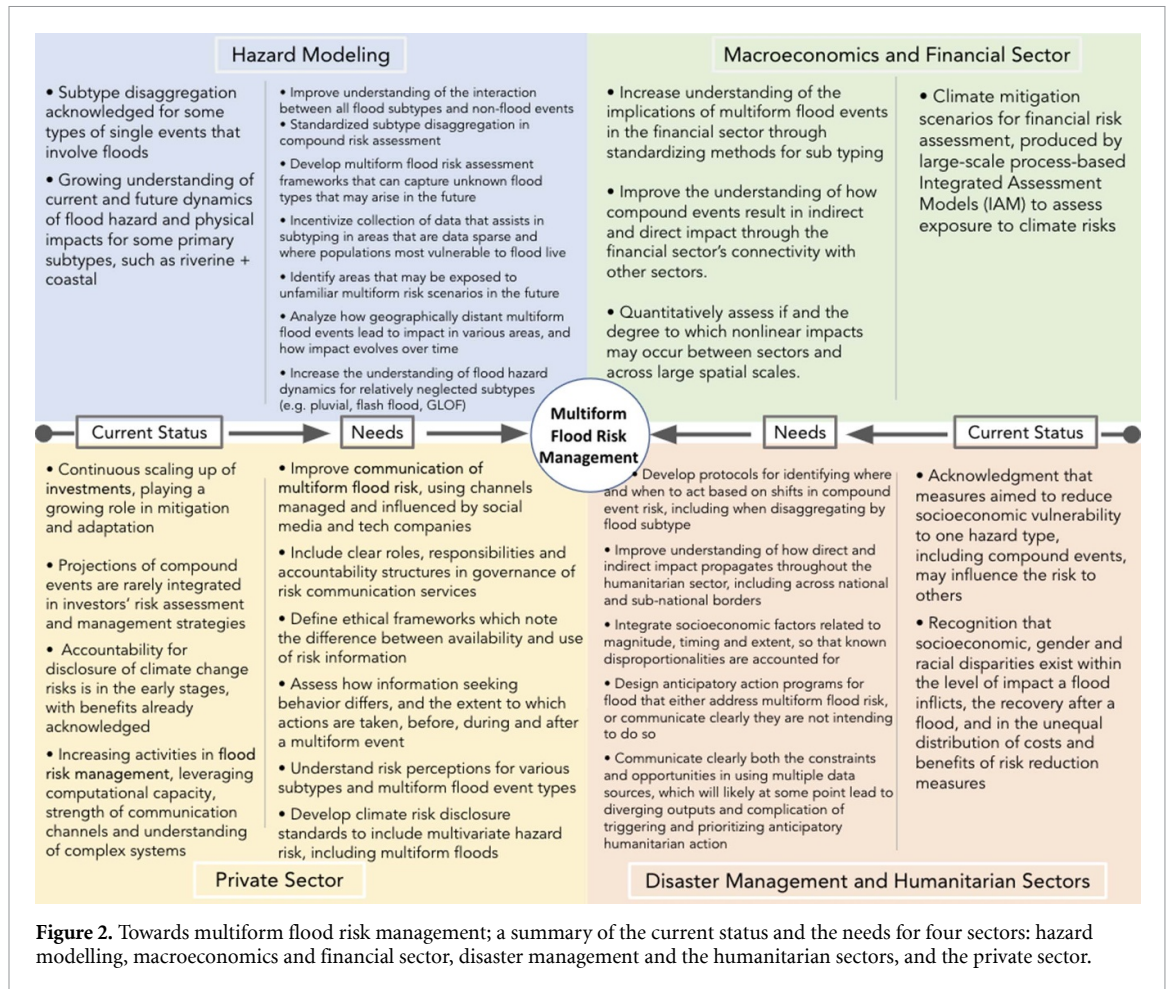 Hazard Modeling
• Subtype disaggregation
acknowledged for some
types of single events that
involve floods
• Growing understanding of
current and future dynamics
of flood hazard and physical
impacts for some primary
subtypes, such as riverine +
coastal
• Improve understanding of the interaction
between all flood subtypes and non-flood events
• Standardized subtype disaggregation in
compound risk assessment
• Develop multiform flood risk assessment
frameworks that can capture unknown flood
types that may arise in the future
• Incentivize collection of data that assists in
subtyping in areas that are data sparse and
where populations most vulnerable to flood live
• Identify areas that may be exposed to
unfamiliar multiform risk scenarios in the future
• Analyze how geographically distant multiform
flood events lead to impact in various areas, and
how impact evolves over time
• Increase the understanding of flood hazard
dynamics for relatively neglected subtypes
(e.g. pluvial, flash flood, GLOF)
Macroeconomics and Financial Sector
• Increase understanding of the
implications of multiform flood events
in the financial sector through
standardizing methods for sub typing
• Improve the understanding of how
compound events result in indirect
and direct impact through the
financial sector's connectivity with
other sectors.
• Quantitatively assess if and the
degree to which nonlinear impacts
may occur between sectors and
across large spatial scales.
• Climate mitigation
scenarios for financial risk
assessment, produced by
large-scale process-based
Integrated Assessment
Models (IAM) to assess
exposure to climate risks
Current Status
Needs
Multiform
Flood Risk
Management
Needs
Current Status
• Continuous scaling up of
investments, playing a
growing role in mitigation
and adaptation
• Projections of compound
events are rarely integrated
in investors' risk assessment
and management strategies
• Accountability for
disclosure of climate change
risks is in the early stages,
with benefits already
acknowledged
• Increasing activities in flood
risk management, leveraging
computational capacity,
strength of communication
channels and understanding
of complex systems
• Improve communication of
multiform flood risk, using channels
managed and influenced by social
media and tech companies
• Include clear roles, responsibilities and
accountability structures in governance of
risk communication services
• Define ethical frameworks which note
the difference between availability and use
of risk information
• Assess how information seeking
behavior differs, and the extent to which
actions are taken, before, during and after
a multiform event
• Understand risk perceptions for various
subtypes and multiform flood event types
• Develop climate risk disclosure
standards to include multivariate hazard
risk, including multiform floods
Private Sector
• Develop protocols for identifying where
and when to act based on shifts in compound
event risk, including when disaggregating by
flood subtype
• Improve understanding of how direct and
indirect impact propagates throughout the
humanitarian sector, including across national
and sub-national borders
• Integrate socioeconomic factors related to
magnitude, timing and extent, so that known
disproportionalities are accounted for
• Design anticipatory action programs for
flood that either address multiform flood risk,
or communicate clearly they are not intending
to do so
• Communicate clearly both the constraints
and opportunities in using multiple data
sources, which will likely at some point lead to
diverging outputs and complication of
triggering and prioritizing anticipatory
humanitarian action
• Acknowledgment that
measures aimed to reduce
socioeconomic vulnerability
to one hazard type,
including compound events,
may influence the risk to
others
• Recognition that
socioeconomic, gender and
racial disparities exist within
the level of impact a flood
inflicts, the recovery after a
flood, and in the unequal
distribution of costs and
benefits of risk reduction
measures
Disaster Management and Humanitarian Sectors
Figure 2. Towards multiform flood risk management; a summary of the current status and the needs for four sectors: hazard
modelling, macroeconomics and financial sector, disaster management and the humanitarian sectors, and the private sector.